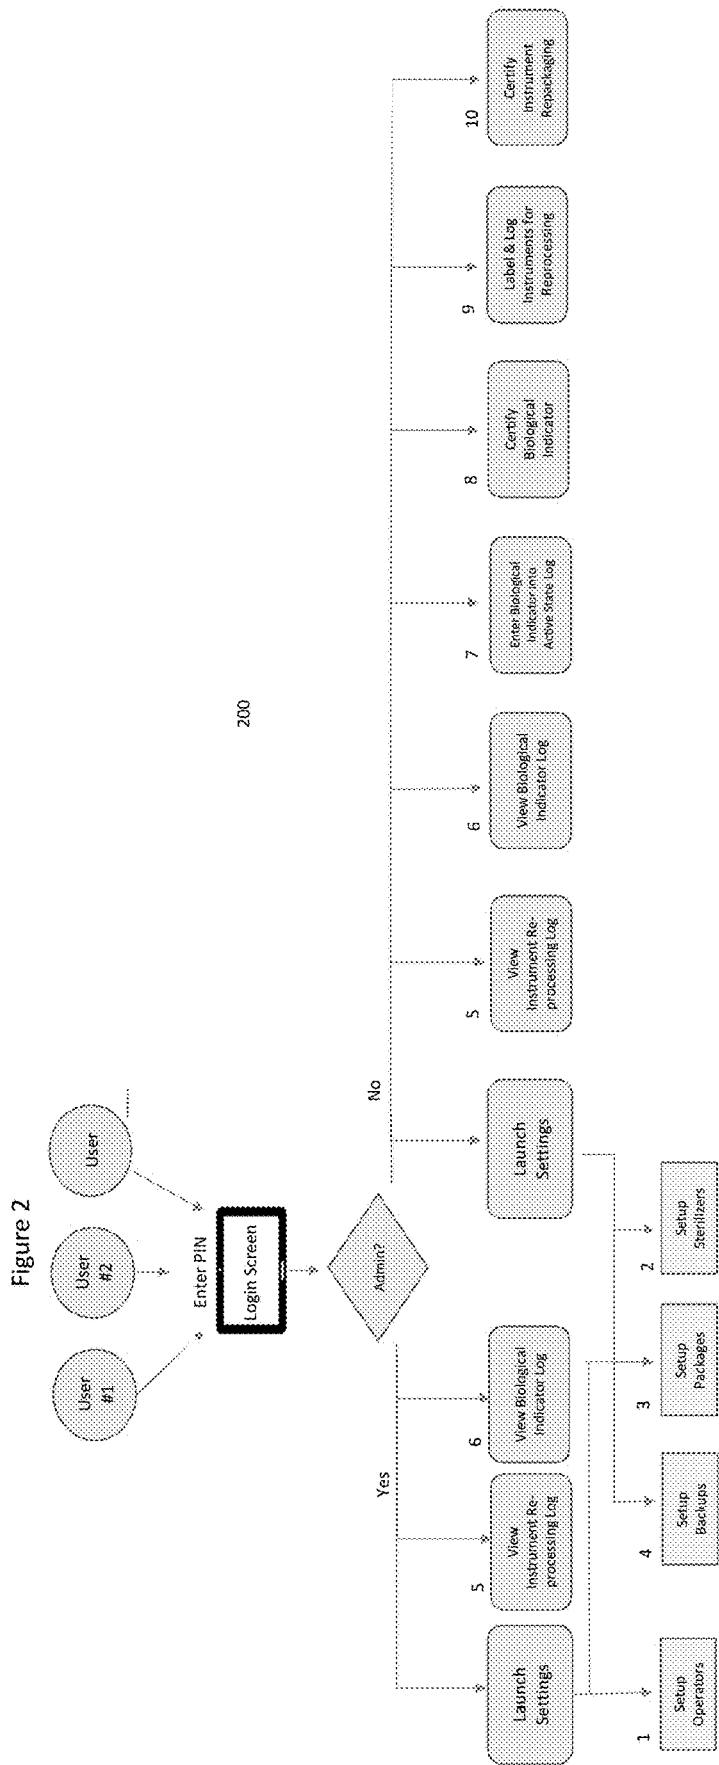 Figure 2
User
#1
User
#2
User
Enter PIN
Login Screen
200
Admin?
Yes
No
Launch
Settings
5
View
Instrument Re-
processing Log
6
View Biological
Indicator Log
Launch
Settings
5
View
Instrument Re-
processing Log
6
View Biological
Indicator Log
7
Enter Biological
Indicator into
Active State Log
8
Certify
Biological
Indicator
9
Label & Log
Instruments for
Reprocessing
10
Certify
Instrument
Repackaging
1
Setup
Operators
4
Setup
Backups
3
Setup
Packages
2
Setup
Sterilizers